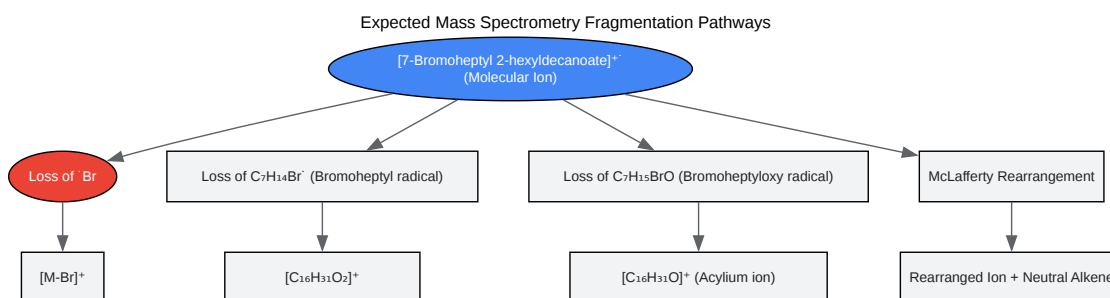 Expected Mass Spectrometry Fragmentation Pathways
[7-Bromoheptyl 2-hexyldecanoate]⁺˙
(Molecular Ion)
Loss of ˙Br
Loss of C₇H₁₄Br˙ (Bromoheptyl radical)
Loss of C₇H₁₅BrO (Bromoheptyloxy radical)
McLafferty Rearrangement
[M-Br]⁺
[C₁₆H₃₁O₂]⁺
[C₁₆H₃₁O]⁺ (Acylium ion)
Rearranged Ion + Neutral Alkene